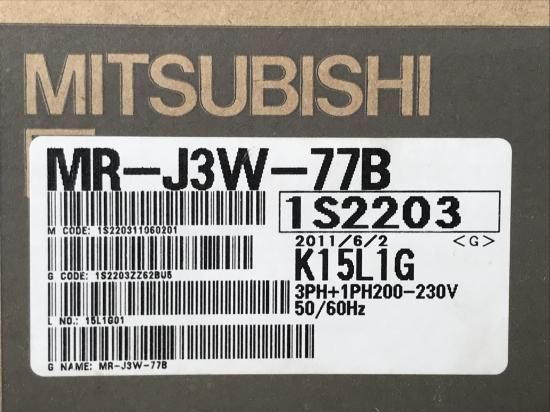 MITSUBISHI
MR-J3W-77B
1S2203
M CODE: 1S220311060201
2011/6/2 <G>
K15L1G
G CODE: 1S2203ZZ62BU5
3PH+1PH200-230V
50/60Hz
L NO.: 15L1G01
G NAME: MR-J3W-77B